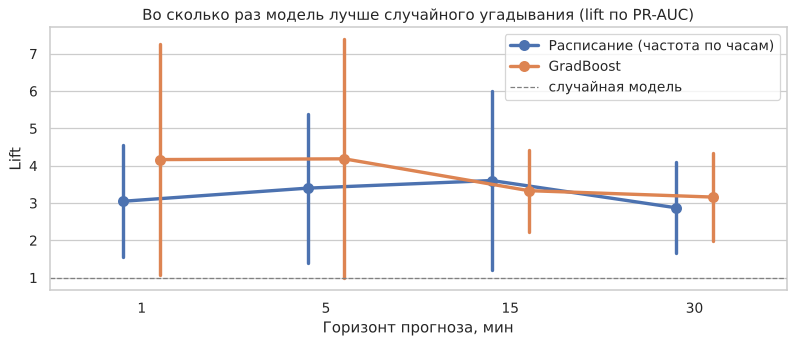 Во сколько раз модель лучше случайного угадывания (lift по PR-AUC)
Расписание (частота по часам)
GradBoost
случайная модель
Lift
7
6
5
4
3
2
1
1
5
15
30
Горизонт прогноза, мин